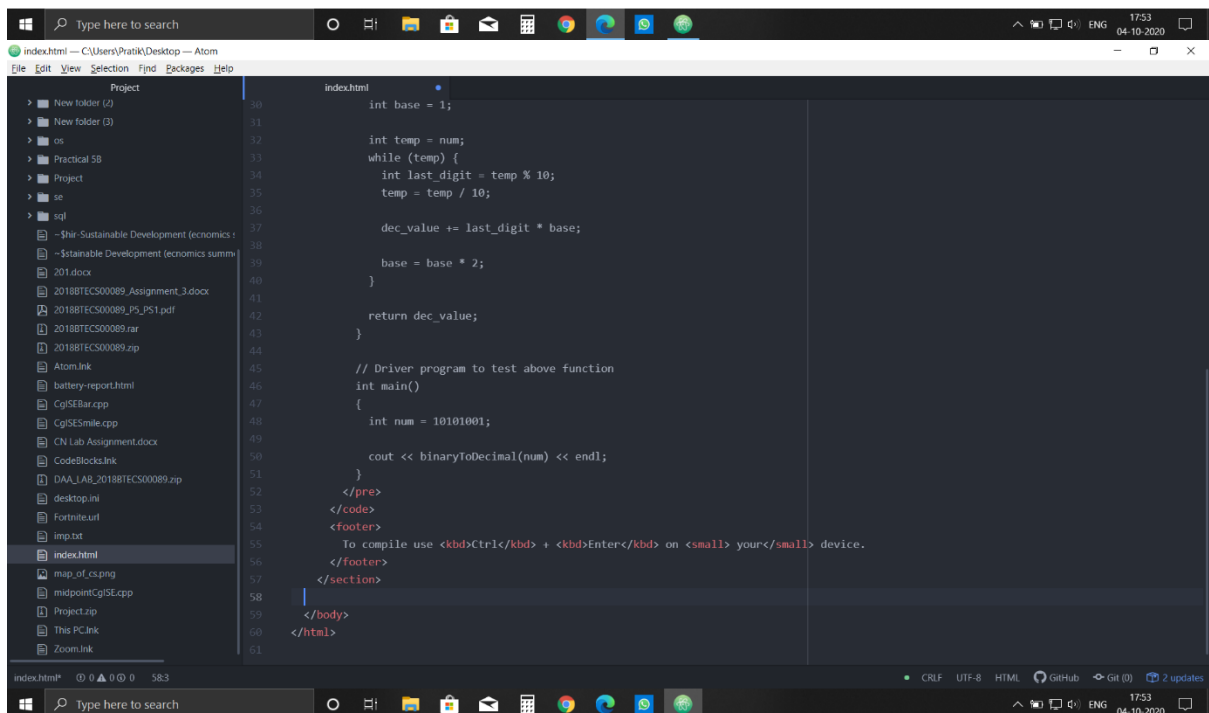 Type here to search
ENG
17:53
04-10-2020
index.html — C:\Users\Pratik\Desktop — Atom
File Edit View Selection Find Packages Help
Project
index.html
New folder (2)
New folder (3)
os
Practical 5B
Project
se
sql
~$hir-Sustainable Development (ecnomics
~$stainable Development (ecnomics summ
201.docx
2018BTECS00089_Assignment_3.docx
2018BTECS00089_P5_PS1.pdf
2018BTECS00089.rar
2018BTECS00089.zip
Atom.lnk
battery-report.html
CgISEBar.cpp
CgISESmile.cpp
CN Lab Assignment.docx
CodeBlocks.lnk
DAA_LAB_2018BTECS00089.zip
desktop.ini
Fortnite.url
imp.txt
index.html
map_of_cs.png
midpointCgISE.cpp
Project.zip
This PC.lnk
Zoom.lnk
30 int base = 1;
31
32 int temp = num;
33 while (temp) {
34 int last_digit = temp % 10;
35 temp = temp / 10;
36
37 dec_value += last_digit * base;
38
39 base = base * 2;
40 }
41
42 return dec_value;
43 }
44
45 // Driver program to test above function
46 int main()
47 {
48 int num = 10101001;
49
50 cout << binaryToDecimal(num) << endl;
51 }
52 </pre>
53 </code>
54 <footer>
55 To compile use <kbd>Ctrl</kbd> + <kbd>Enter</kbd> on <small> your</small> device.
56 </footer>
57 </section>
58
59 </body>
60 </html>
61
index.html* 0 0 0 58:3 CRLF UTF-8 HTML GitHub Git (0) 2 updates
Type here to search
ENG
17:53
04-10-2020